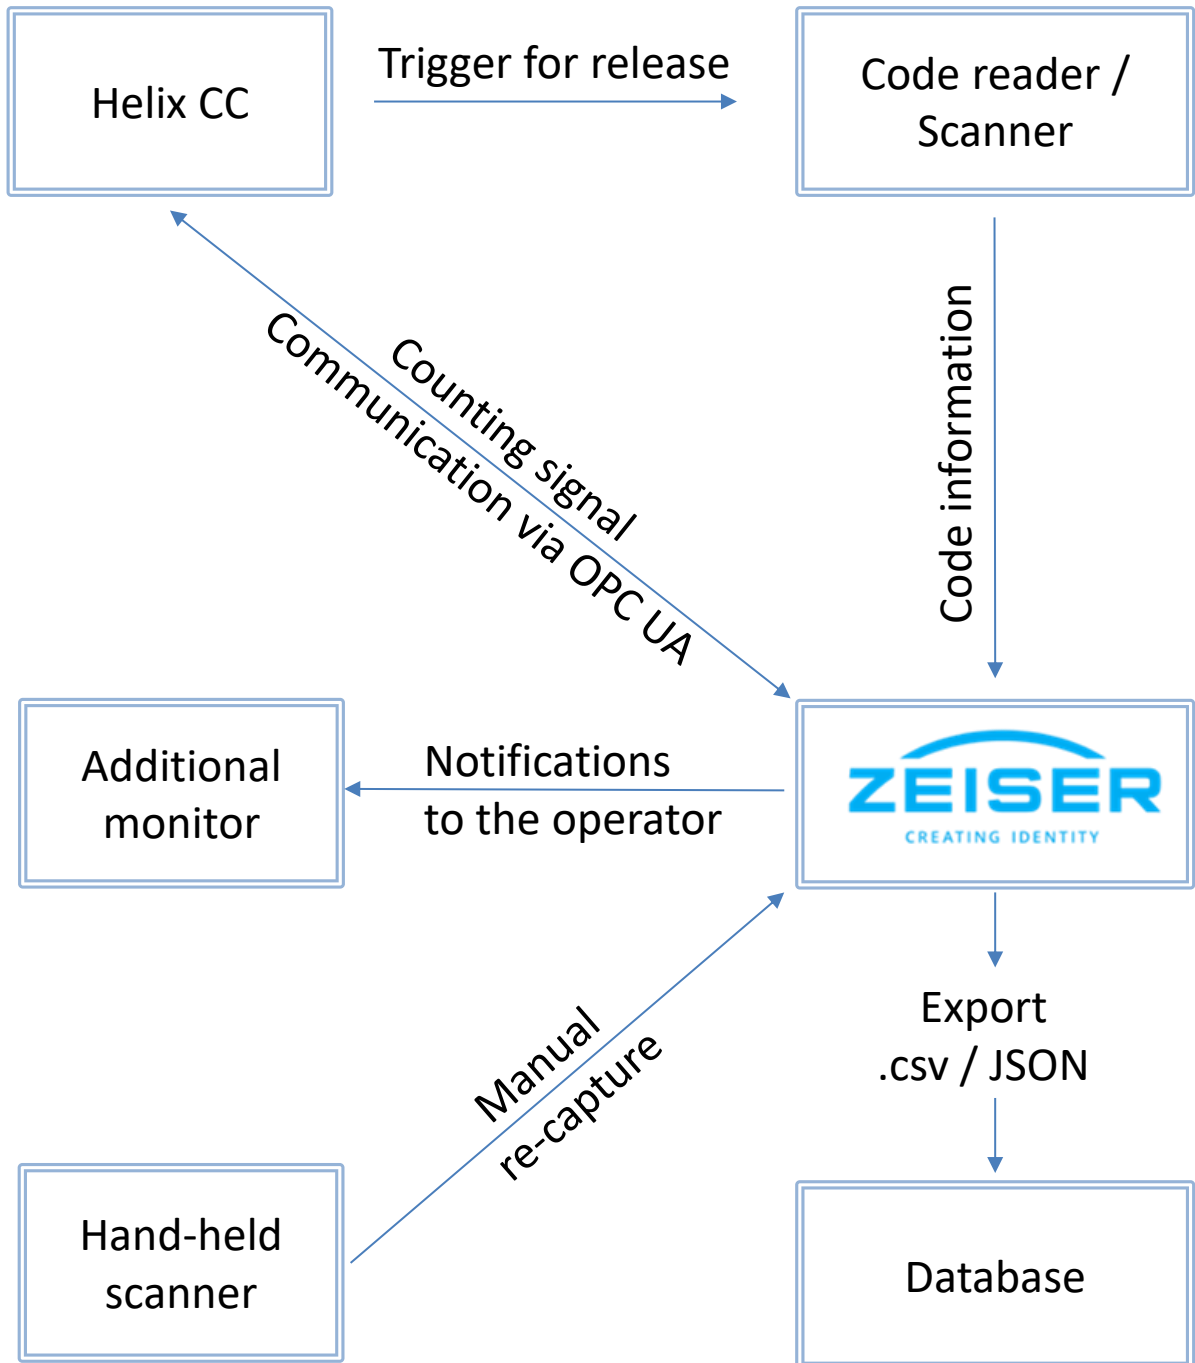 Helix CC
Trigger for release
Code reader /
Scanner
Counting signal
Communication via OPC UA
Code information
Additional
monitor
Notifications
to the operator
ZEISER
CREATING IDENTITY
Manual
re-capture
Export
.csv / JSON
Hand-held
scanner
Database